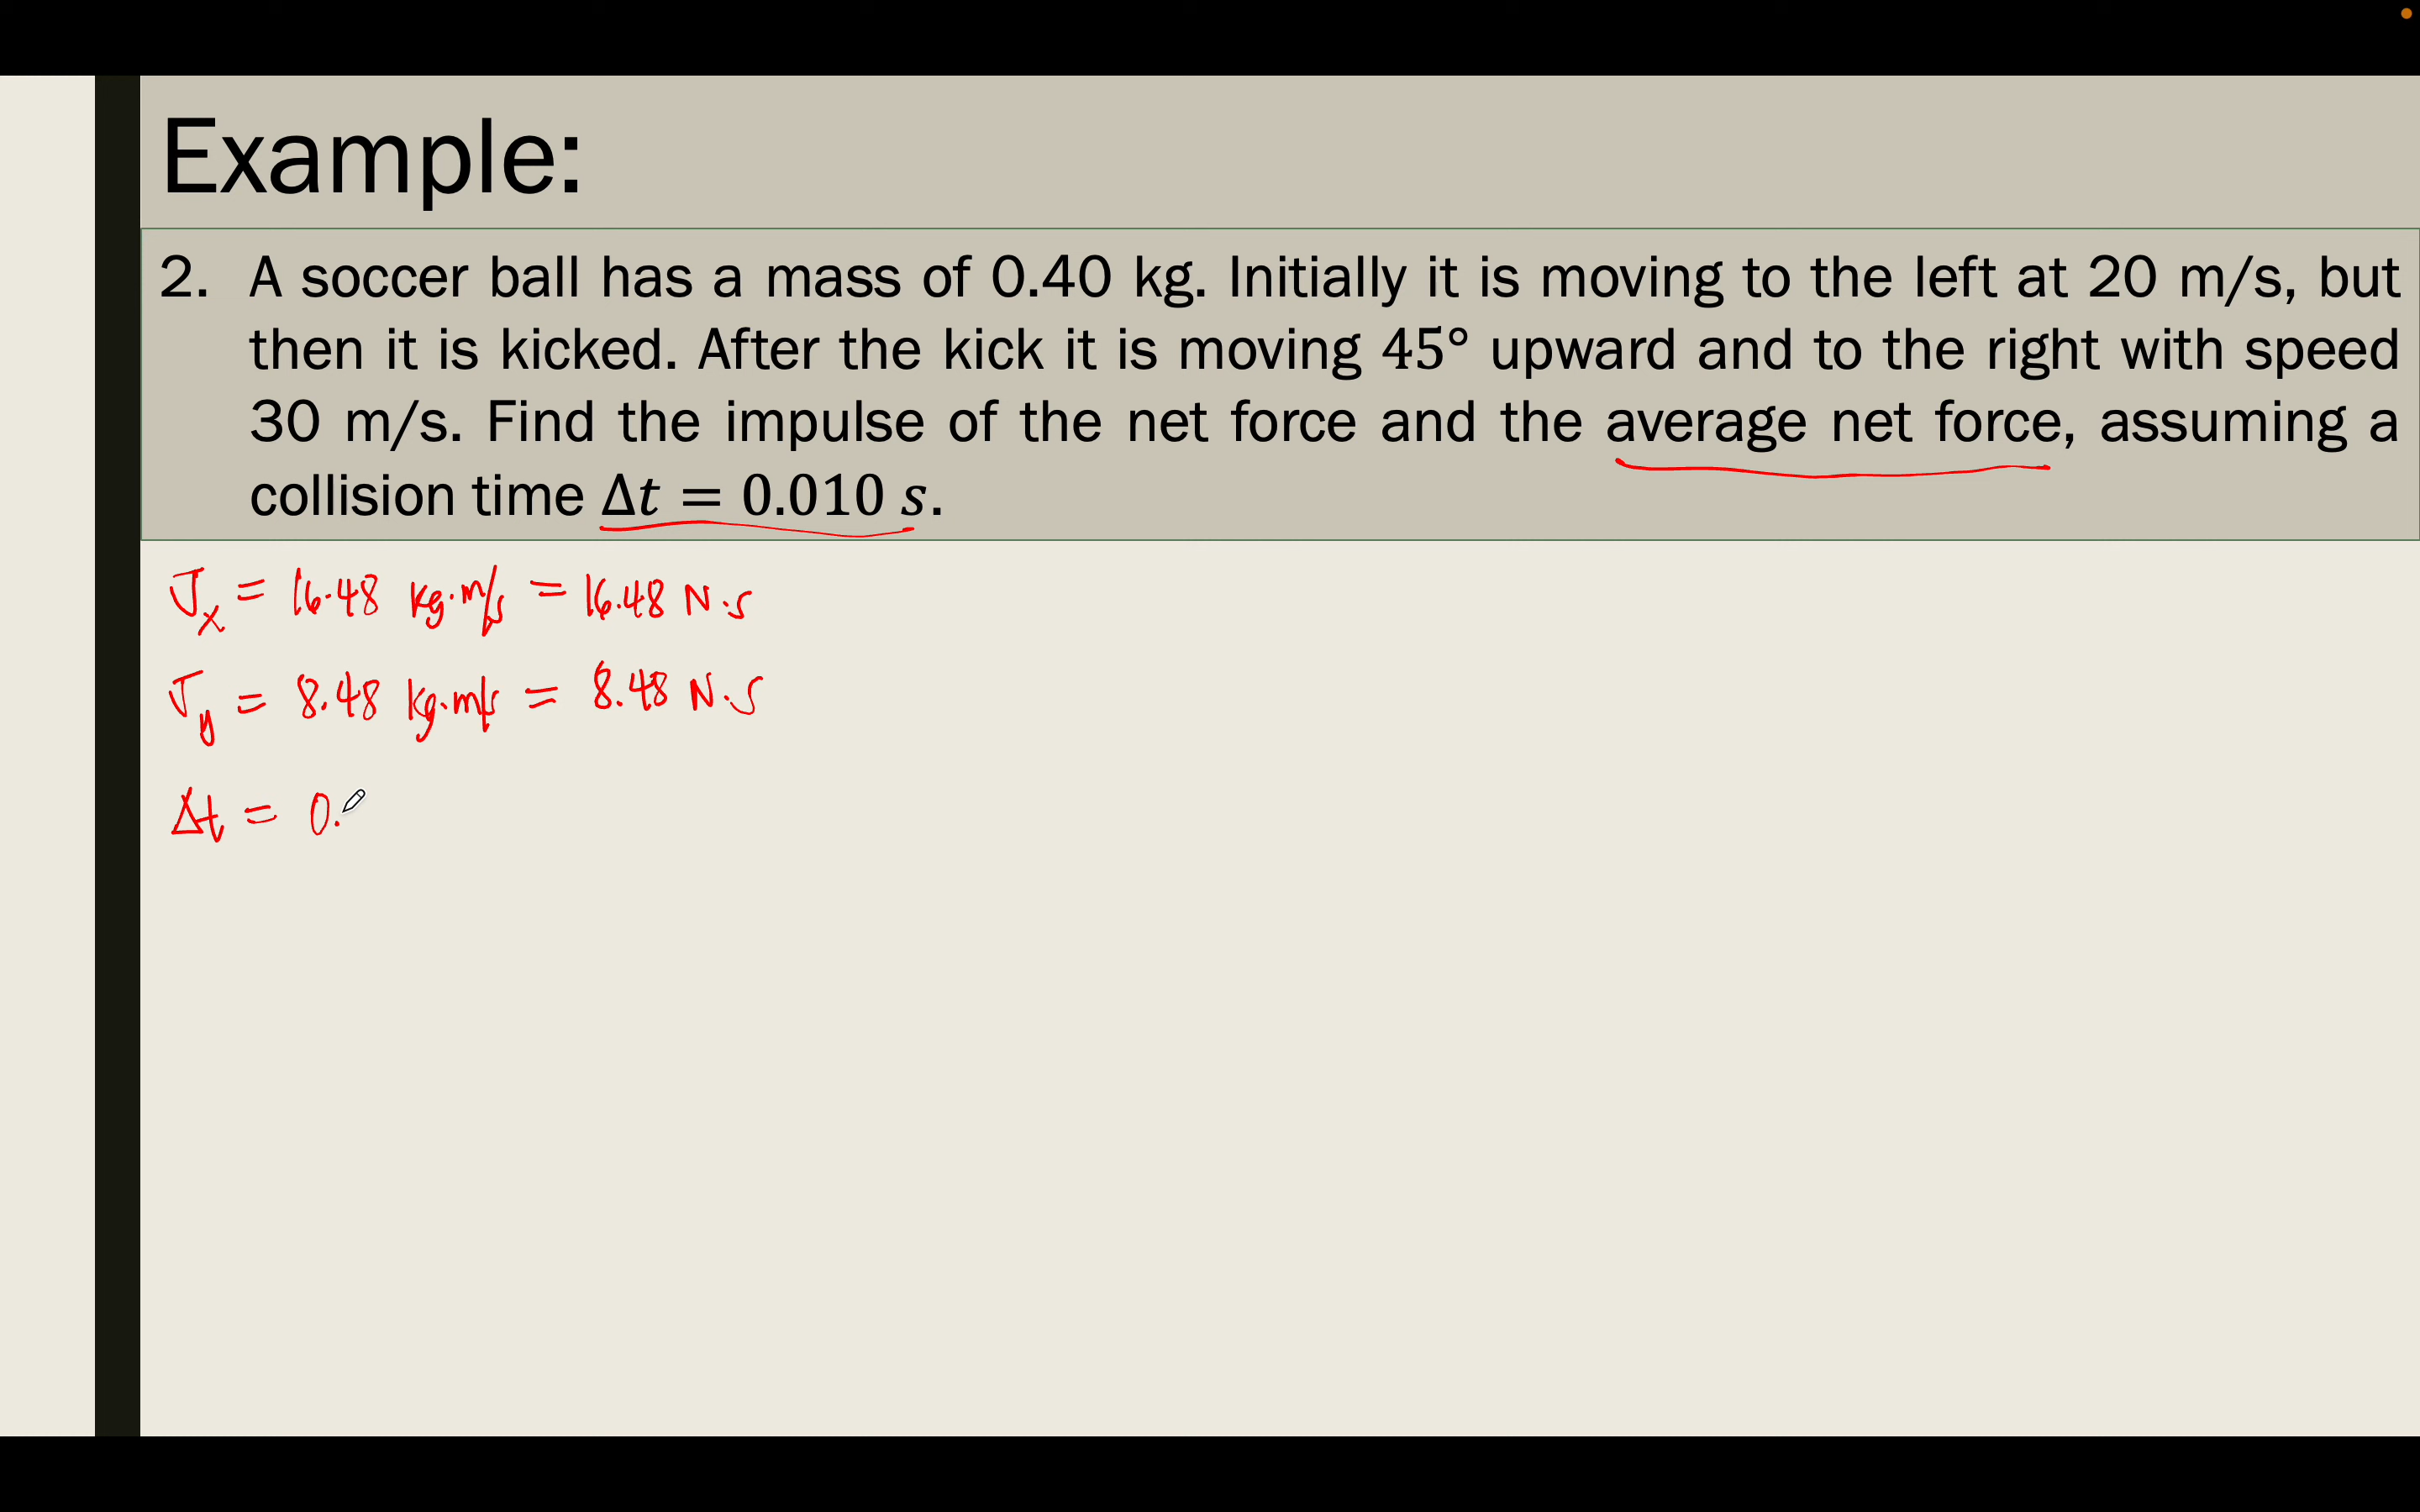 Example:
2. A soccer ball has a mass of 0.40 kg. Initially it is moving to the left at 20 m/s, but
then it is kicked. After the kick it is moving 45° upward and to the right with speed
30 m/s. Find the impulse of the net force and the average net force, assuming a
collision time Δt = 0.010 s.
Jx = 16.48 kg·m/s = 16.48 N·s
Jy = 8.48 kg·m/s = 8.48 N·s
Δt = 0.